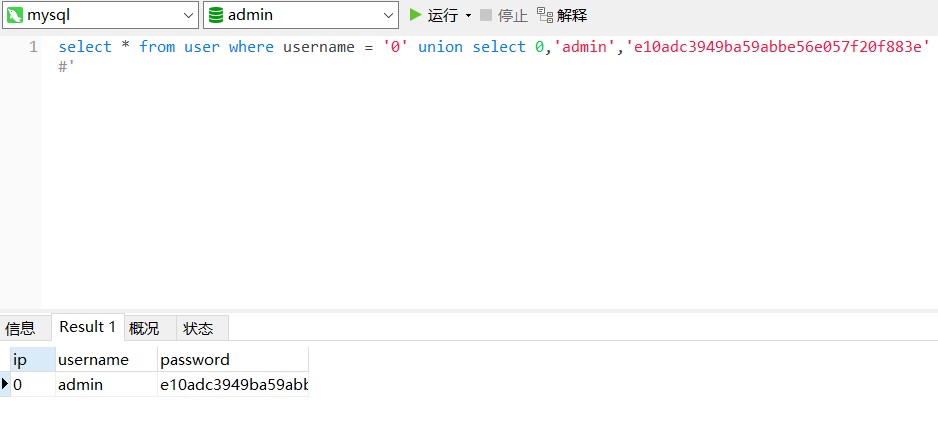 mysql admin 运行 停止 解释
1 select * from user where username = '0' union select 0,'admin','e10adc3949ba59abbe56e057f20f883e'
#'
信息 Result 1 概况 状态
ip username password
0 admin e10adc3949ba59abb